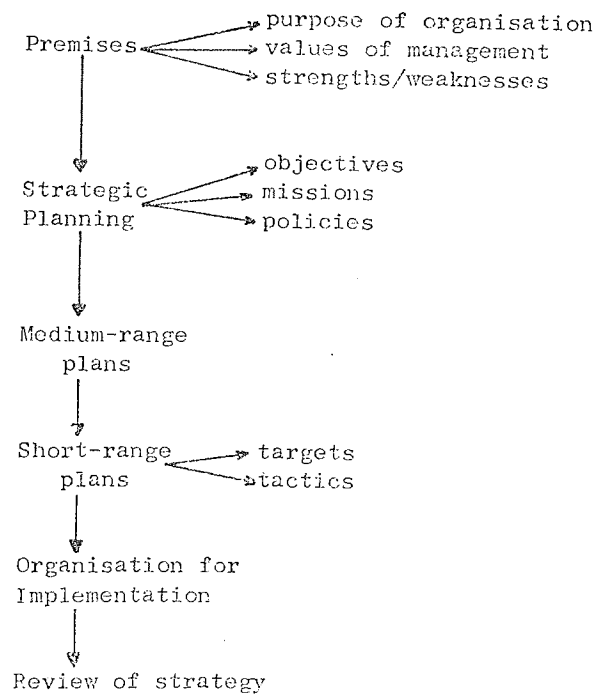 purpose of organisation
Premises
values of management
strengths/weaknesses
objectives
Strategic
missions
Planning
policies
Medium-range
plans
Short-range
targets
plans
tactics
Organisation for
Implementation
Review of strategy